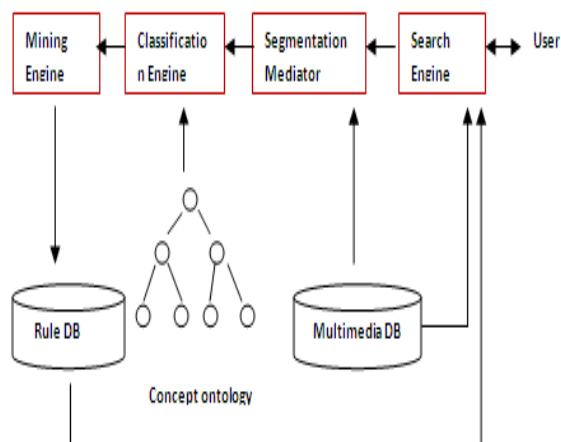 Mining
Engine
Classificatio
n Engine
Segmentation
Mediator
Search
Engine
User
Rule DB
Multimedia DB
Concept ontology